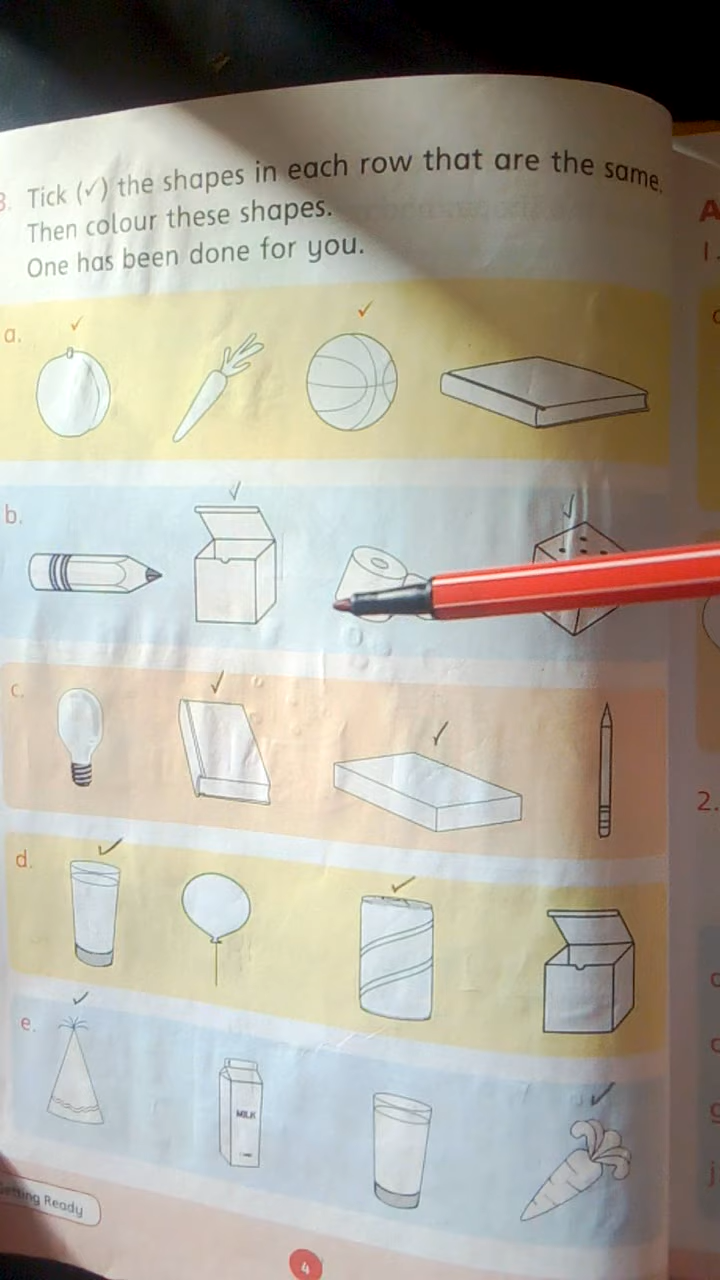 3. Tick (✓) the shapes in each row that are the same.
Then colour these shapes.
One has been done for you.
a.
b.
c.
d.
e.
MILK
Getting Ready
4
A
1.
2.